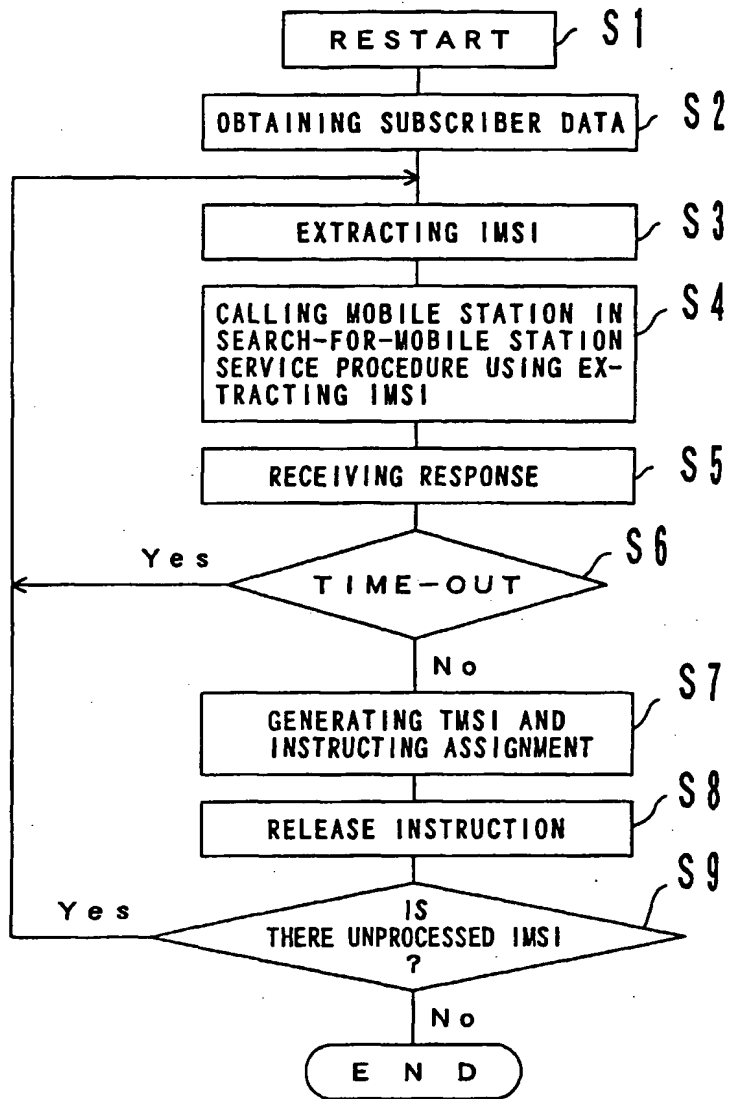 RESTART S1
OBTAINING SUBSCRIBER DATA S2
EXTRACTING IMSI S3
CALLING MOBILE STATION IN S4
SEARCH-FOR-MOBILE STATION
SERVICE PROCEDURE USING EX-
TRACTING IMSI
RECEIVING RESPONSE S5
Yes TIME-OUT S6
No
GENERATING TMSI AND S7
INSTRUCTING ASSIGNMENT
RELEASE INSTRUCTION S8
Yes IS S9
THERE UNPROCESSED IMSI
?
No
END